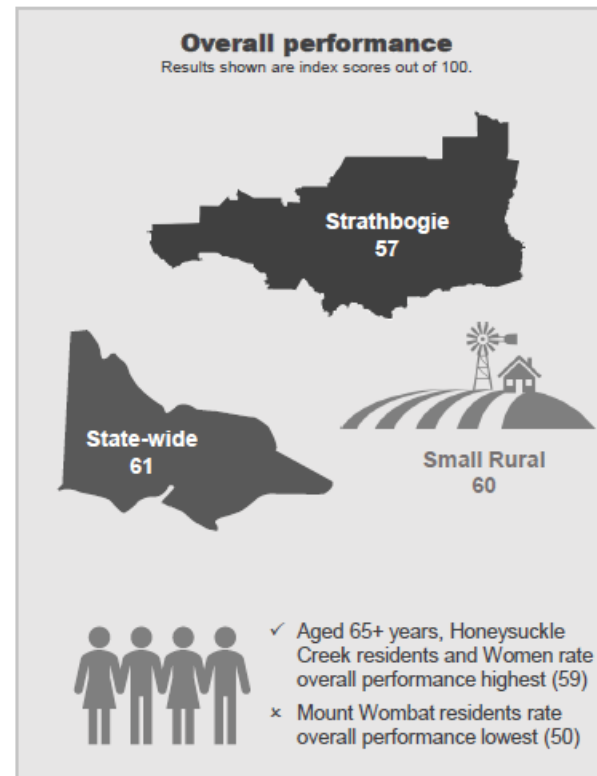 Overall performance
Results shown are index scores out of 100.
Strathbogie
57
State-wide
61
Small Rural
60
✓ Aged 65+ years, Honeysuckle
Creek residents and Women rate
overall performance highest (59)
× Mount Wombat residents rate
overall performance lowest (50)